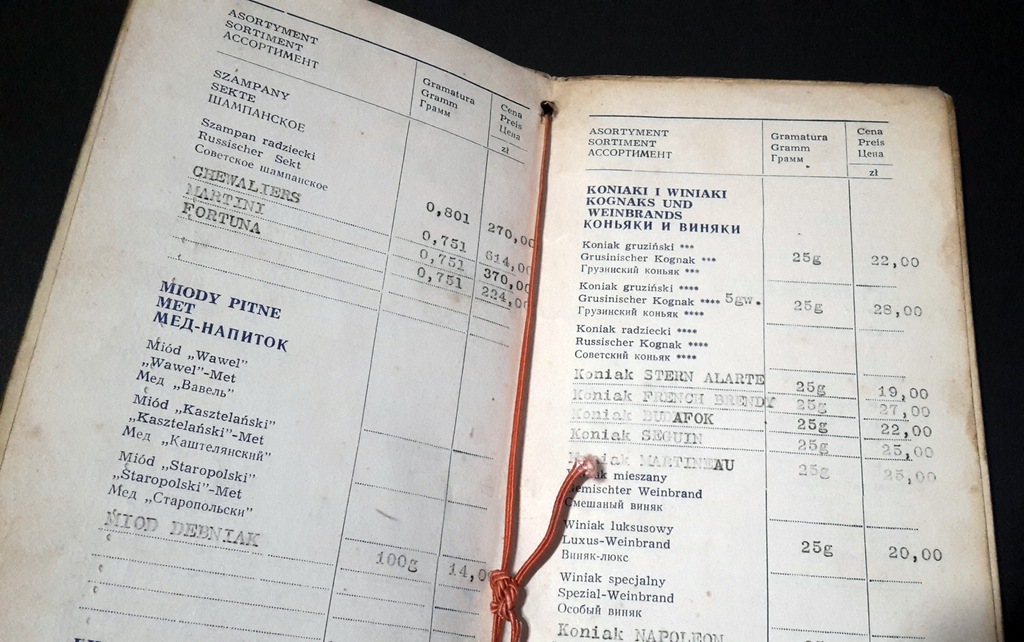 ASORTYMENT
SORTIMENT
АССОРТИМЕНТ
Gramatura
Gramm
Грамм
Cena
Preis
Цена
zł
SZAMPANY
SEKTE
ШАМПАНСКОЕ
Szampan radziecki
Russischer Sekt
Советское шампанское
0,801 270,00
CHEWALIERS 0,751 614,00
MARTINI 0,751 370,00
FORTUNA 0,751 224,00
MIODY PITNE
MET
МЕД-НАПИТОК
Miód „Wawel”
„Wawel”-Met
Мед „Вавель”
Miód „Kasztelański”
„Kasztelański”-Met
Мед „Каштелянский”
Miód „Staropolski”
„Staropolski”-Met
Мед „Старопольски”
MIOD DEBNIAK 100g 14,00
ASORTYMENT
SORTIMENT
АССОРТИМЕНТ
Gramatura
Gramm
Грамм
Cena
Preis
Цена
zł
KONIAKI I WINIAKI
KOGNAKS UND
WEINBRANDS
КОНЬЯКИ И ВИНЯКИ
Koniak gruziński ***
Grusinischer Kognak *** 25g 22,00
Грузинский коньяк ***
Koniak gruziński ****
Grusinischer Kognak **** 5gw. 25g 28,00
Грузинский коньяк ****
Koniak radziecki ****
Russischer Kognak ****
Советский коньяк ****
Koniak STERN ALARTE 25g 19,00
Koniak FRENCH BRENDY 25g 27,00
Koniak BUDAFOK 25g 22,00
Koniak SEGUIN 25g 25,00
MARTINEAU 25g 25,00
mieszany
Weinbrand
Смешаный виняк
Winiak luksusowy
Luxus-Weinbrand 25g 20,00
Виняк-люкс
Winiak specjalny
Spezial-Weinbrand
Особый виняк
Koniak NAPOLEON